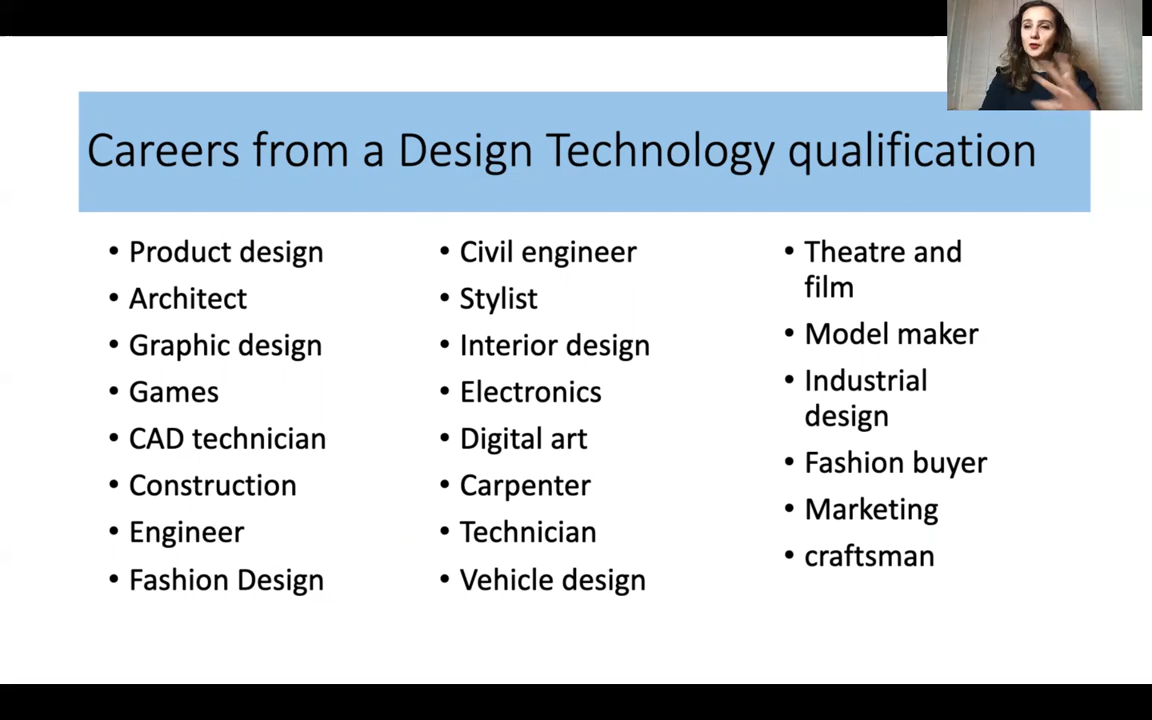 Careers from a Design Technology qualification
• Product design
• Architect
• Graphic design
• Games
• CAD technician
• Construction
• Engineer
• Fashion Design
• Civil engineer
• Stylist
• Interior design
• Electronics
• Digital art
• Carpenter
• Technician
• Vehicle design
• Theatre and
film
• Model maker
• Industrial
design
• Fashion buyer
• Marketing
• craftsman